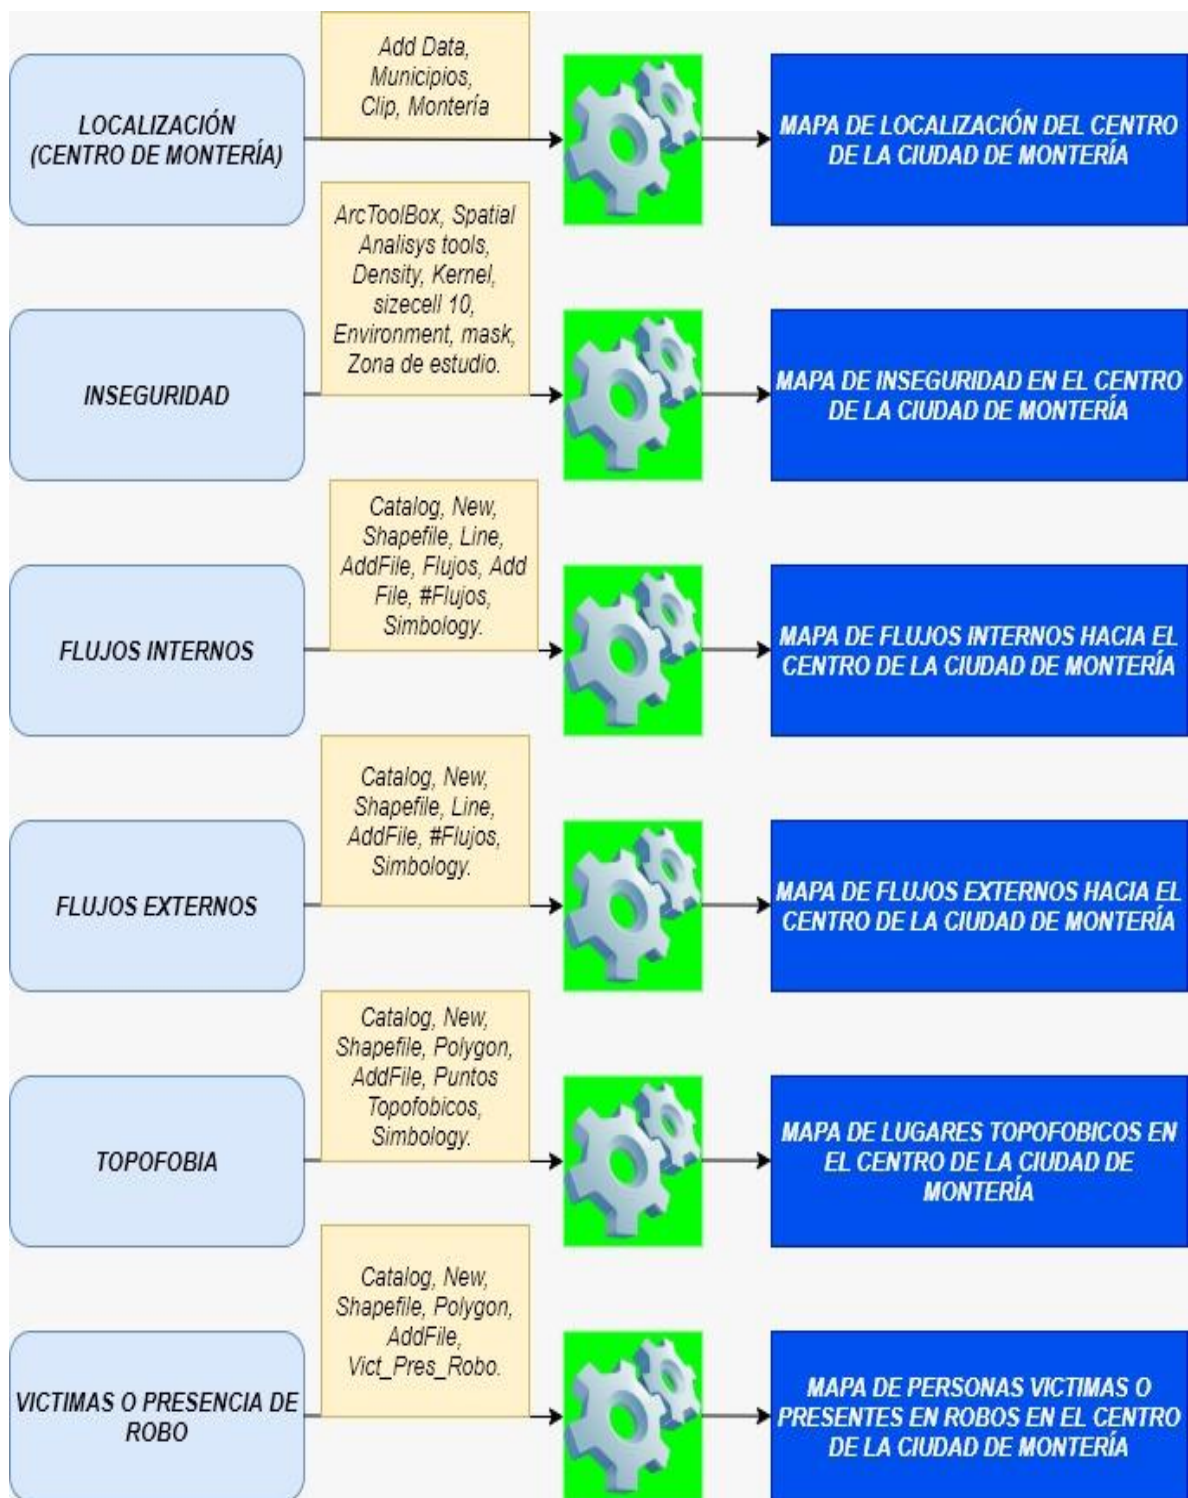 LOCALIZACIÓN
(CENTRO DE MONTERÍA)
Add Data,
Municipios,
Clip, Montería
MAPA DE LOCALIZACIÓN DEL CENTRO
DE LA CIUDAD DE MONTERÍA
INSEGURIDAD
ArcToolBox, Spatial
Analisys tools,
Density, Kernel,
sizecell 10,
Environment, mask,
Zona de estudio.
MAPA DE INSEGURIDAD EN EL CENTRO
DE LA CIUDAD DE MONTERÍA
FLUJOS INTERNOS
Catalog, New,
Shapefile, Line,
AddFile, Flujos, Add
File, #Flujos,
Simbology.
MAPA DE FLUJOS INTERNOS HACIA EL
CENTRO DE LA CIUDAD DE MONTERÍA
FLUJOS EXTERNOS
Catalog, New,
Shapefile, Line,
AddFile, #Flujos,
Simbology.
MAPA DE FLUJOS EXTERNOS HACIA EL
CENTRO DE LA CIUDAD DE MONTERÍA
TOPOFOBIA
Catalog, New,
Shapefile, Polygon,
AddFile, Puntos
Topofobicos,
Simbology.
MAPA DE LUGARES TOPOFOBICOS EN
EL CENTRO DE LA CIUDAD DE
MONTERÍA
VICTIMAS O PRESENCIA DE
ROBO
Catalog, New,
Shapefile, Polygon,
AddFile,
Vict_Pres_Robo.
MAPA DE PERSONAS VICTIMAS O
PRESENTES EN ROBOS EN EL CENTRO
DE LA CIUDAD DE MONTERÍA